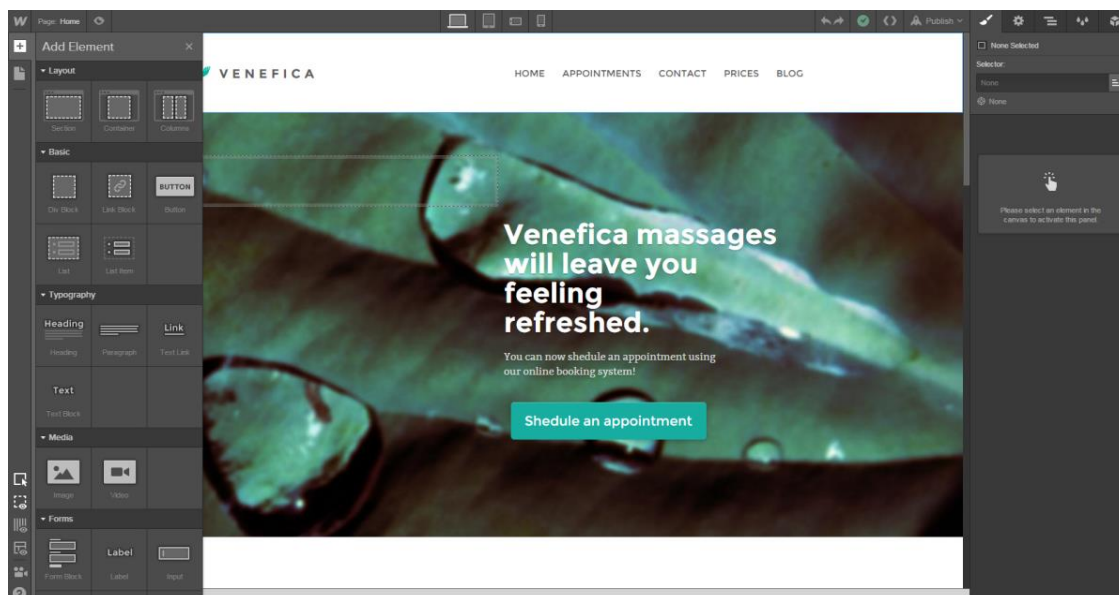 W Page: Home Publish
Add Element ×
Layout
Section Container Columns
Basic
BUTTON
Div Block Link Block Button
List List Item
Typography
Heading Link
Heading Paragraph Text Link
Text
Text Block
Media
Image Video
Forms
Label
Form Block Label Input
VENEFICA
HOME APPOINTMENTS CONTACT PRICES BLOG
Venefica massages
will leave you
feeling
refreshed.
You can now shedule an appointment using
our online booking system!
Shedule an appointment
None Selected
Selector:
None
None
Please select an element in the
canvas to activate this panel